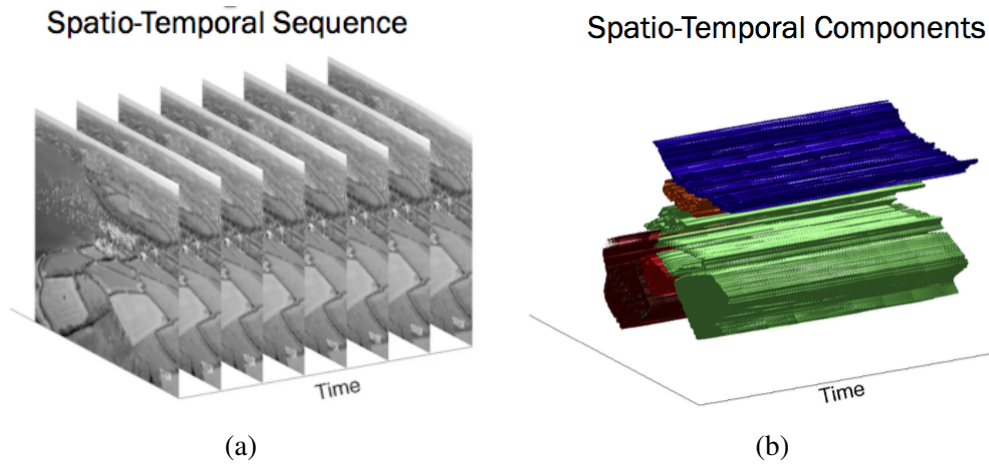 Spatio-Temporal Sequence
Spatio-Temporal Components
Time
Time
(a)
(b)